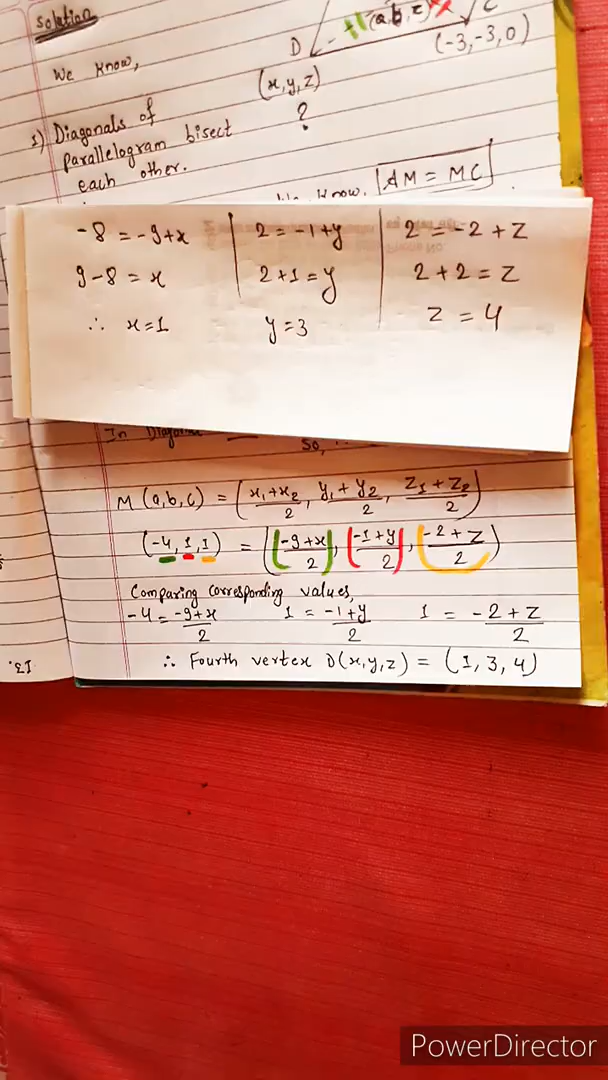 Solution
(a,b,z) C
D (-3,-3,0)
We know,
(x,y,z)
?
1) Diagonals of
parallelogram bisect
each other.
know. AM = MC
-8 = -9+x 2 = -1+y 2 = -2+z
9-8 = x 2+1 = y 2+2 = z
∴ x=1 y=3 z = 4
In So,
M(a,b,c) = (x₁+x₂/2, y₁+y₂/2, z₁+z₂/2)
(-4,1,1) = (-9+x/2, -1+y/2, -2+z/2)
Comparing corresponding values,
-4 = -9+x/2 1 = -1+y/2 1 = -2+z/2
∴ Fourth vertex D(x,y,z) = (1,3,4)
13.
PowerDirector